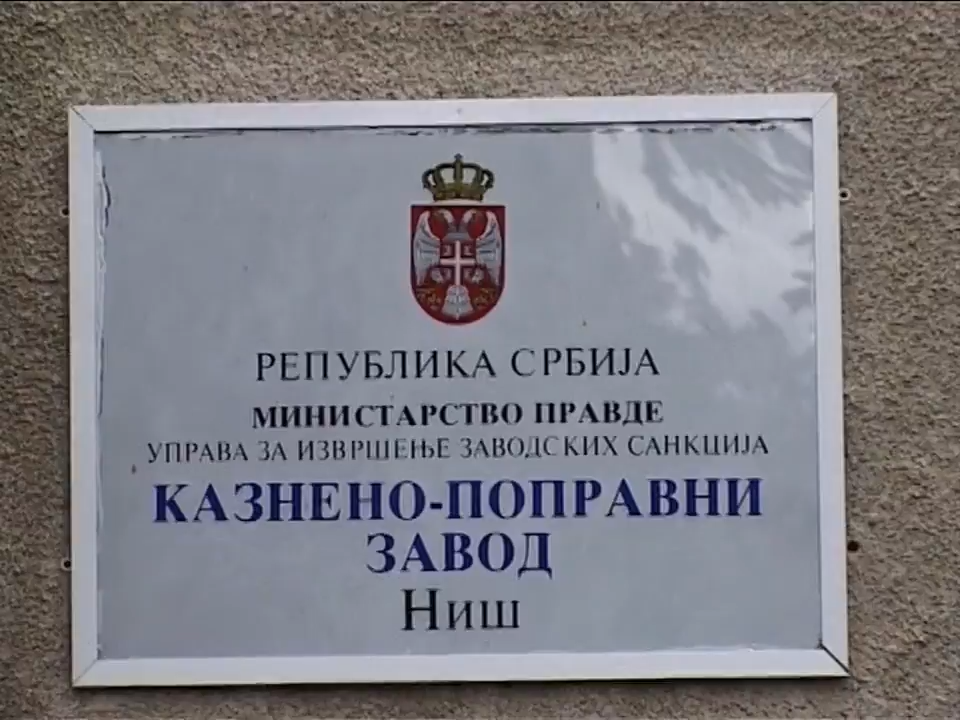 РЕПУБЛИКА СРБИЈА
МИНИСТАРСТВО ПРАВДЕ
УПРАВА ЗА ИЗВРШЕЊЕ ЗАВОДСКИХ САНКЦИЈА
КАЗНЕНО-ПОПРАВНИ
ЗАВОД
Ниш